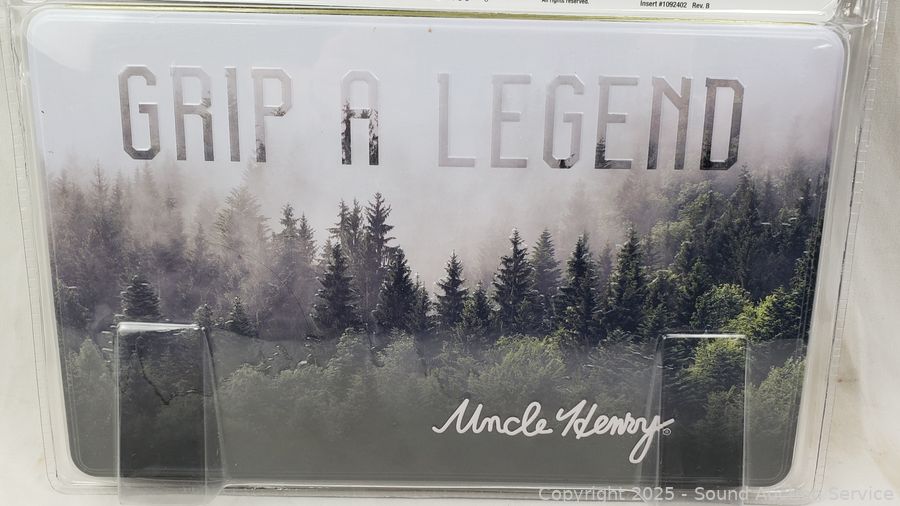 All rights reserved.
Insert #1092402 Rev. B
GRIP A LEGEND
Uncle Henry®
Copyright 2025 - Sound Auction Service